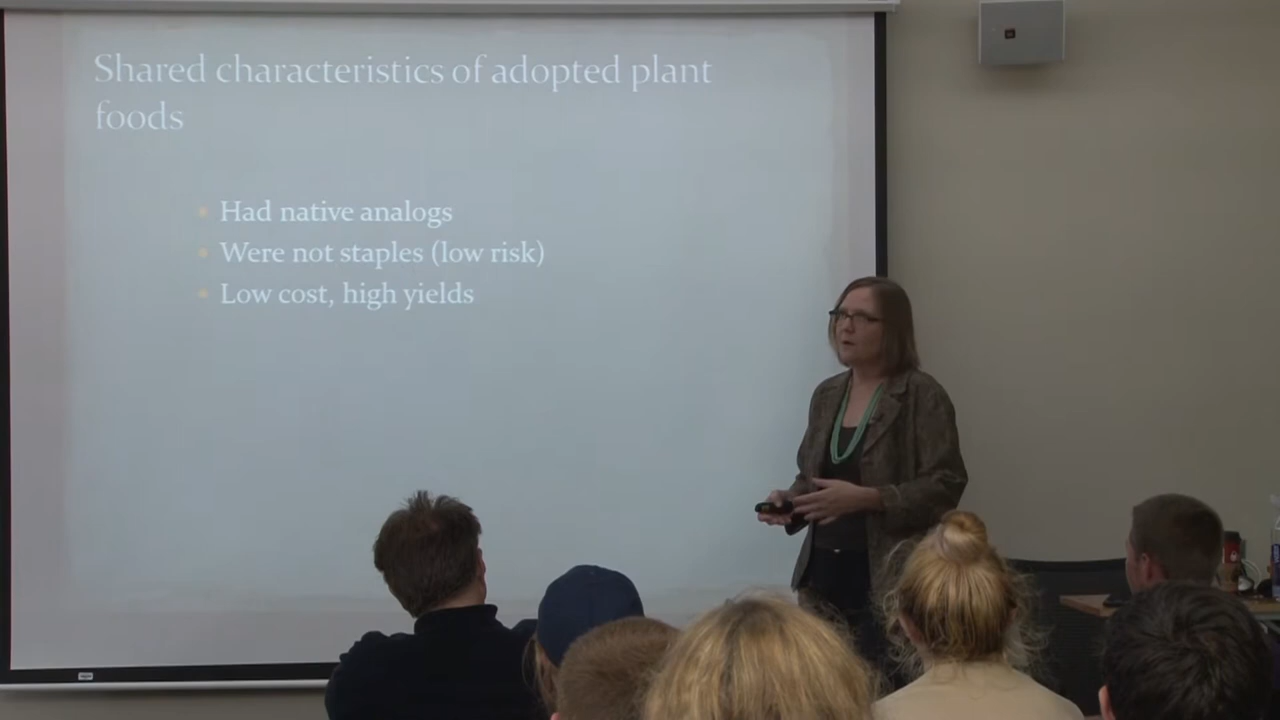 Shared characteristics of adopted plant
foods
Had native analogs
Were not staples (low risk)
Low cost, high yields